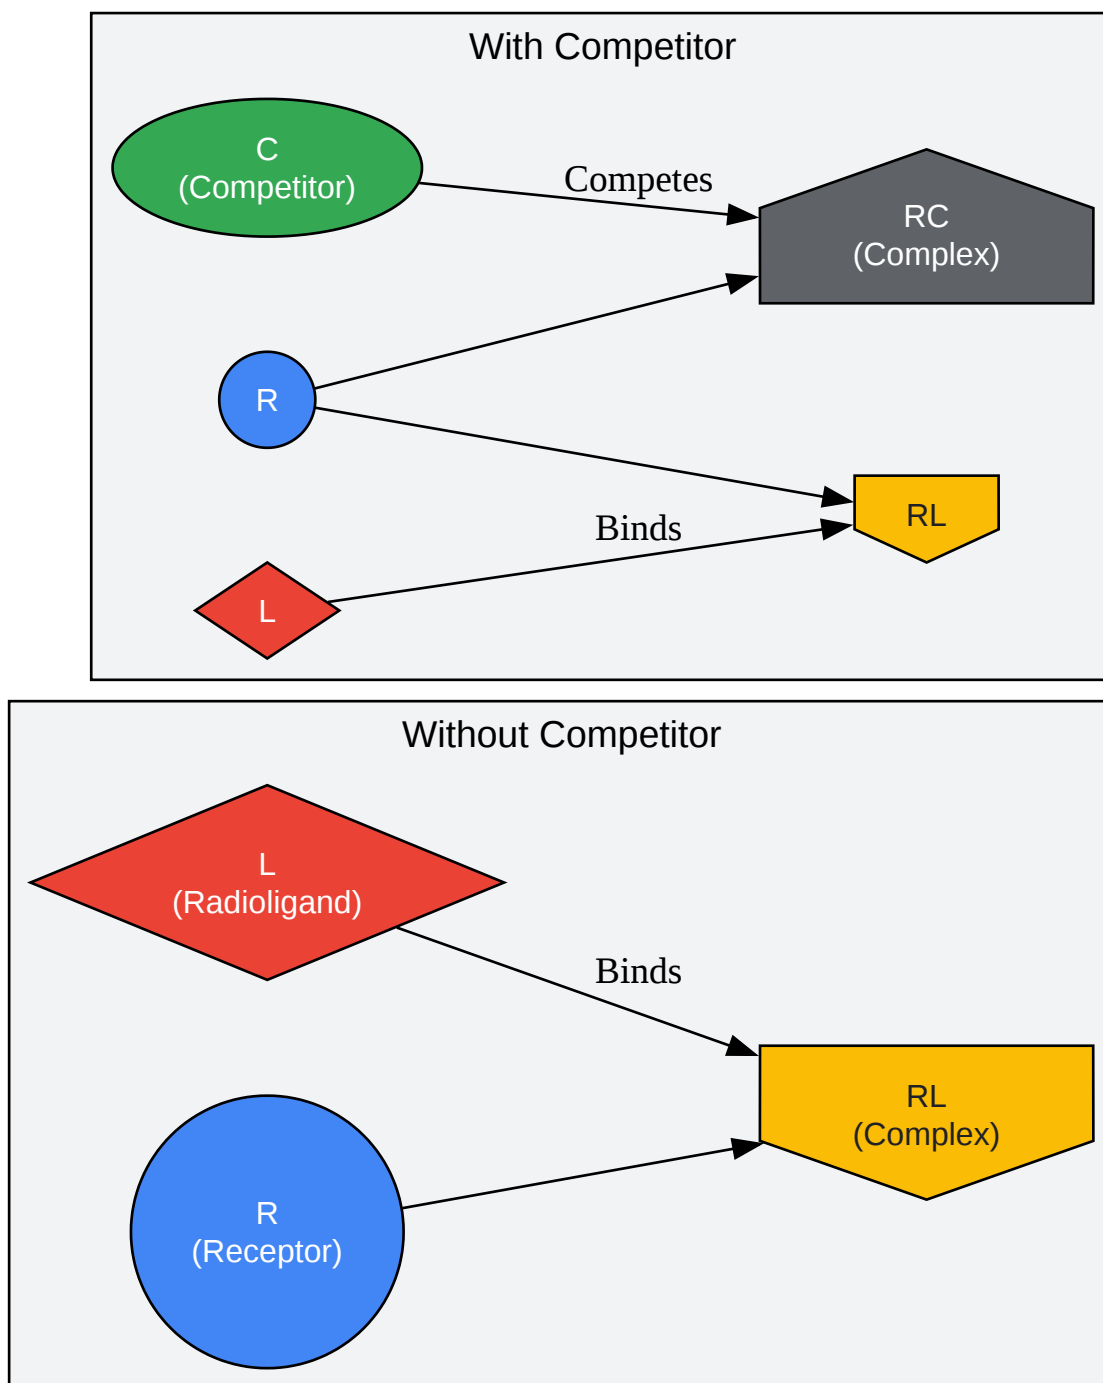 With Competitor
C
(Competitor)
Competes
RC
(Complex)
R
RL
Binds
L
Without Competitor
L
(Radioligand)
Binds
RL
(Complex)
R
(Receptor)